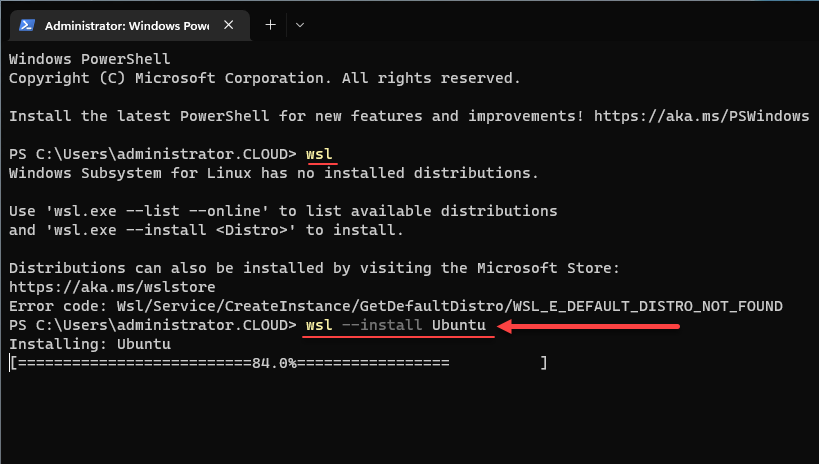 Administrator: Windows Powe
Windows PowerShell
Copyright (C) Microsoft Corporation. All rights reserved.
Install the latest PowerShell for new features and improvements! https://aka.ms/PSWindows
PS C:\Users\administrator.CLOUD> wsl
Windows Subsystem for Linux has no installed distributions.
Use 'wsl.exe --list --online' to list available distributions
and 'wsl.exe --install <Distro>' to install.
Distributions can also be installed by visiting the Microsoft Store:
https://aka.ms/wslstore
Error code: Wsl/Service/CreateInstance/GetDefaultDistro/WSL_E_DEFAULT_DISTRO_NOT_FOUND
PS C:\Users\administrator.CLOUD> wsl --install Ubuntu
Installing: Ubuntu
[==========================84.0%=================          ]